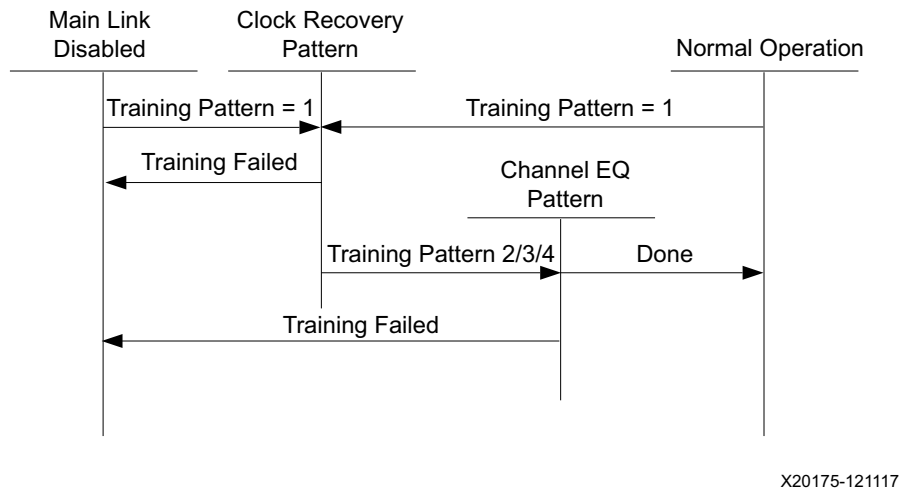 Main Link
Disabled
Clock Recovery
Pattern
Normal Operation
Training Pattern = 1
Training Pattern = 1
Training Failed
Channel EQ
Pattern
Training Pattern 2/3/4
Done
Training Failed
X20175-121117